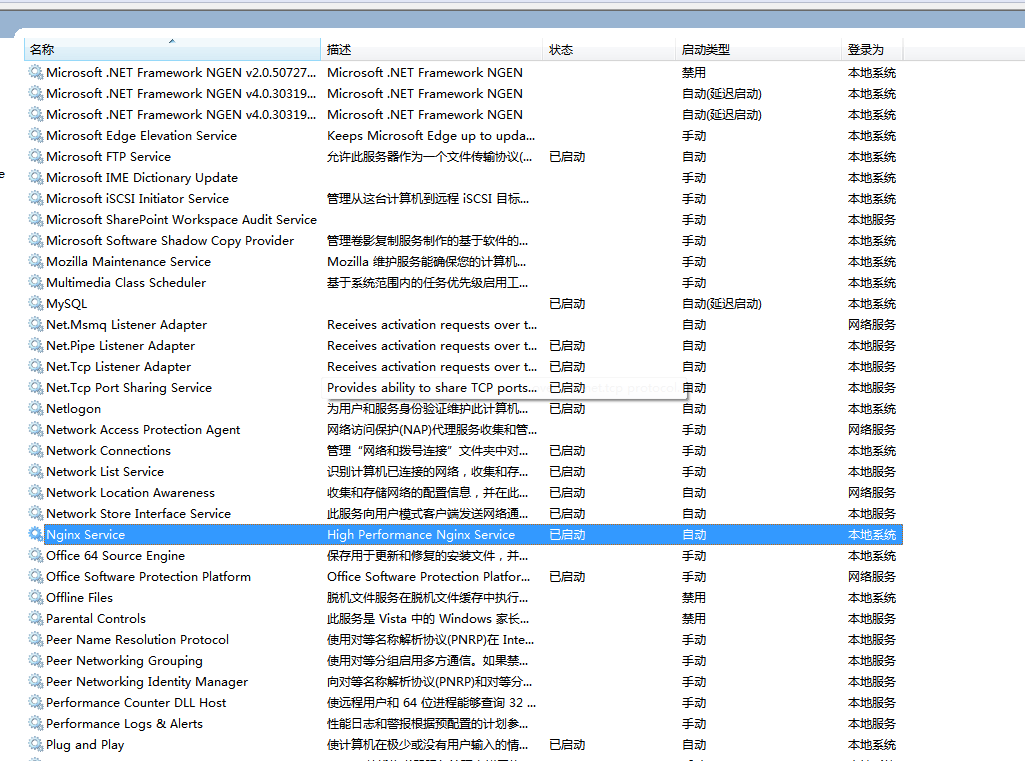 名称 描述 状态 启动类型 登录为
Microsoft .NET Framework NGEN v2.0.50727... Microsoft .NET Framework NGEN 禁用 本地系统
Microsoft .NET Framework NGEN v4.0.30319... Microsoft .NET Framework NGEN 自动(延迟启动) 本地系统
Microsoft .NET Framework NGEN v4.0.30319... Microsoft .NET Framework NGEN 自动(延迟启动) 本地系统
Microsoft Edge Elevation Service Keeps Microsoft Edge up to upda... 手动 本地系统
Microsoft FTP Service 允许此服务器作为一个文件传输协议(... 已启动 自动 本地系统
e
Microsoft IME Dictionary Update 手动 本地系统
Microsoft iSCSI Initiator Service 管理从这台计算机到远程 iSCSI 目标... 手动 本地系统
Microsoft SharePoint Workspace Audit Service 手动 本地服务
Microsoft Software Shadow Copy Provider 管理卷影复制服务制作的基于软件的... 手动 本地系统
Mozilla Maintenance Service Mozilla 维护服务能确保您的计算机... 手动 本地系统
Multimedia Class Scheduler 基于系统范围内的任务优先级启用工... 手动 本地系统
MySQL 已启动 自动(延迟启动) 本地系统
Net.Msmq Listener Adapter Receives activation requests over t... 自动 网络服务
Net.Pipe Listener Adapter Receives activation requests over t... 已启动 自动 本地服务
Net.Tcp Listener Adapter Receives activation requests over t... 已启动 自动 本地服务
Net.Tcp Port Sharing Service Provides ability to share TCP ports... 已启动 自动 本地服务
Netlogon 为用户和服务身份验证维护此计算机... 已启动 自动 本地系统
Network Access Protection Agent 网络访问保护(NAP)代理服务收集和管... 手动 网络服务
Network Connections 管理“网络和拨号连接”文件夹中对... 已启动 手动 本地系统
Network List Service 识别计算机已连接的网络，收集和存... 已启动 手动 本地服务
Network Location Awareness 收集和存储网络的配置信息，并在此... 已启动 自动 网络服务
Network Store Interface Service 此服务向用户模式客户端发送网络通... 已启动 自动 本地服务
Nginx Service High Performance Nginx Service 已启动 自动 本地系统
Office 64 Source Engine 保存用于更新和修复的安装文件，并... 手动 本地系统
Office Software Protection Platform Office Software Protection Platfor... 已启动 手动 网络服务
Offline Files 脱机文件服务在脱机文件缓存中执行... 禁用 本地系统
Parental Controls 此服务是 Vista 中的 Windows 家长... 禁用 本地服务
Peer Name Resolution Protocol 使用对等名称解析协议(PNRP)在 Inte... 手动 本地服务
Peer Networking Grouping 使用对等分组启用多方通信。如果禁... 手动 本地服务
Peer Networking Identity Manager 向对等名称解析协议(PNRP)和对等分... 手动 本地服务
Performance Counter DLL Host 使远程用户和 64 位进程能够查询 32 ... 手动 本地服务
Performance Logs & Alerts 性能日志和警报根据预配置的计划参... 手动 本地服务
Plug and Play 使计算机在极少或没有用户输入的情... 已启动 自动 本地系统